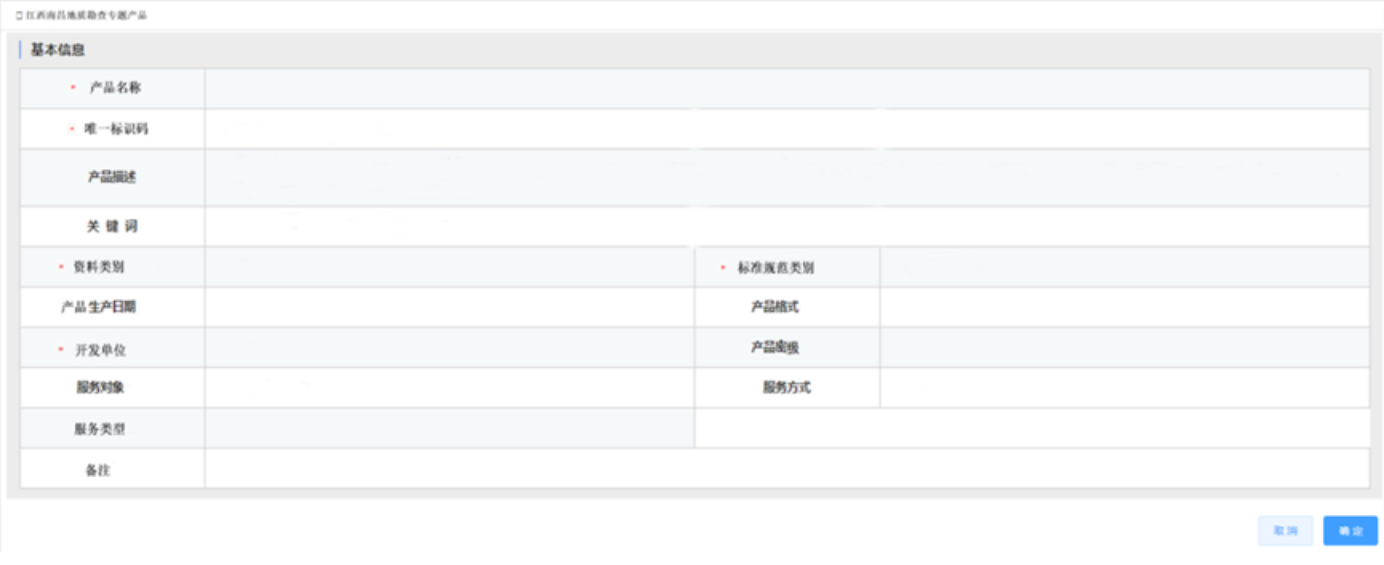 江西南昌地质勘查专题产品
基本信息
* 产品名称
* 唯一标识码
产品描述
关 键 词
* 资料类别
* 标准规范类别
产品生产日期
产品格式
* 开发单位
产品密级
服务对象
服务方式
服务类型
备注
取消
确定